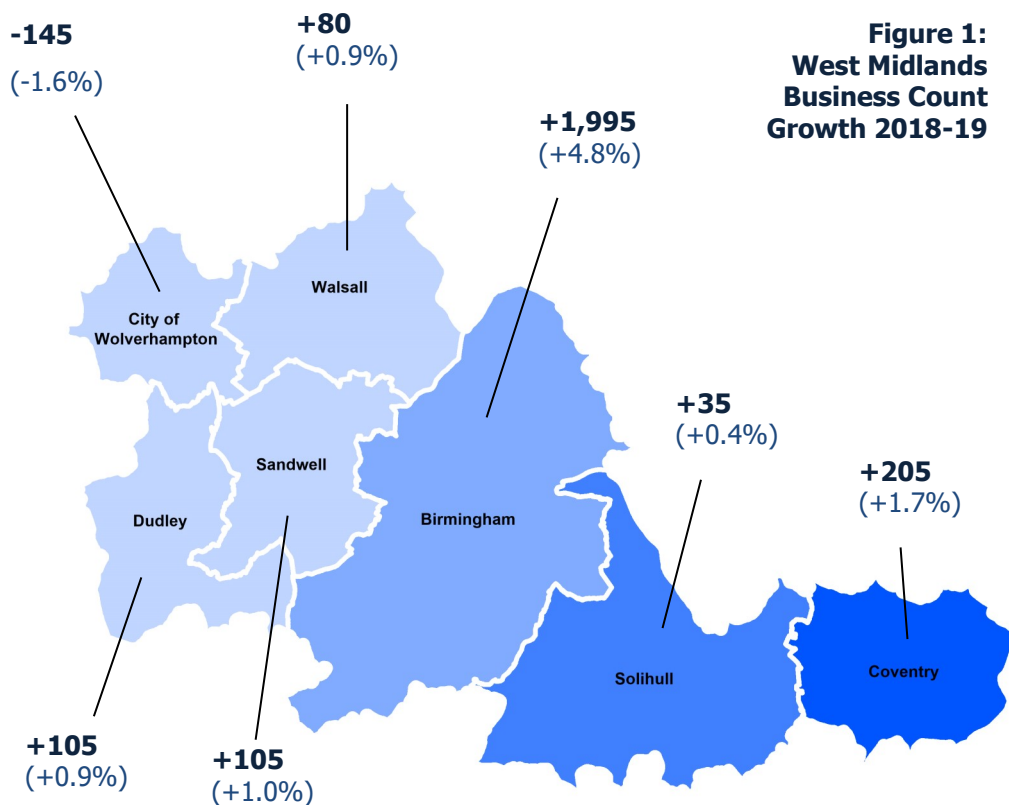 -145
(-1.6%)
+80
(+0.9%)
Figure 1:
West Midlands
Business Count
Growth 2018-19
+1,995
(+4.8%)
Walsall
City of
Wolverhampton
+35
(+0.4%)
Sandwell
+205
(+1.7%)
Dudley
Birmingham
Solihull
Coventry
+105
(+0.9%)
+105
(+1.0%)